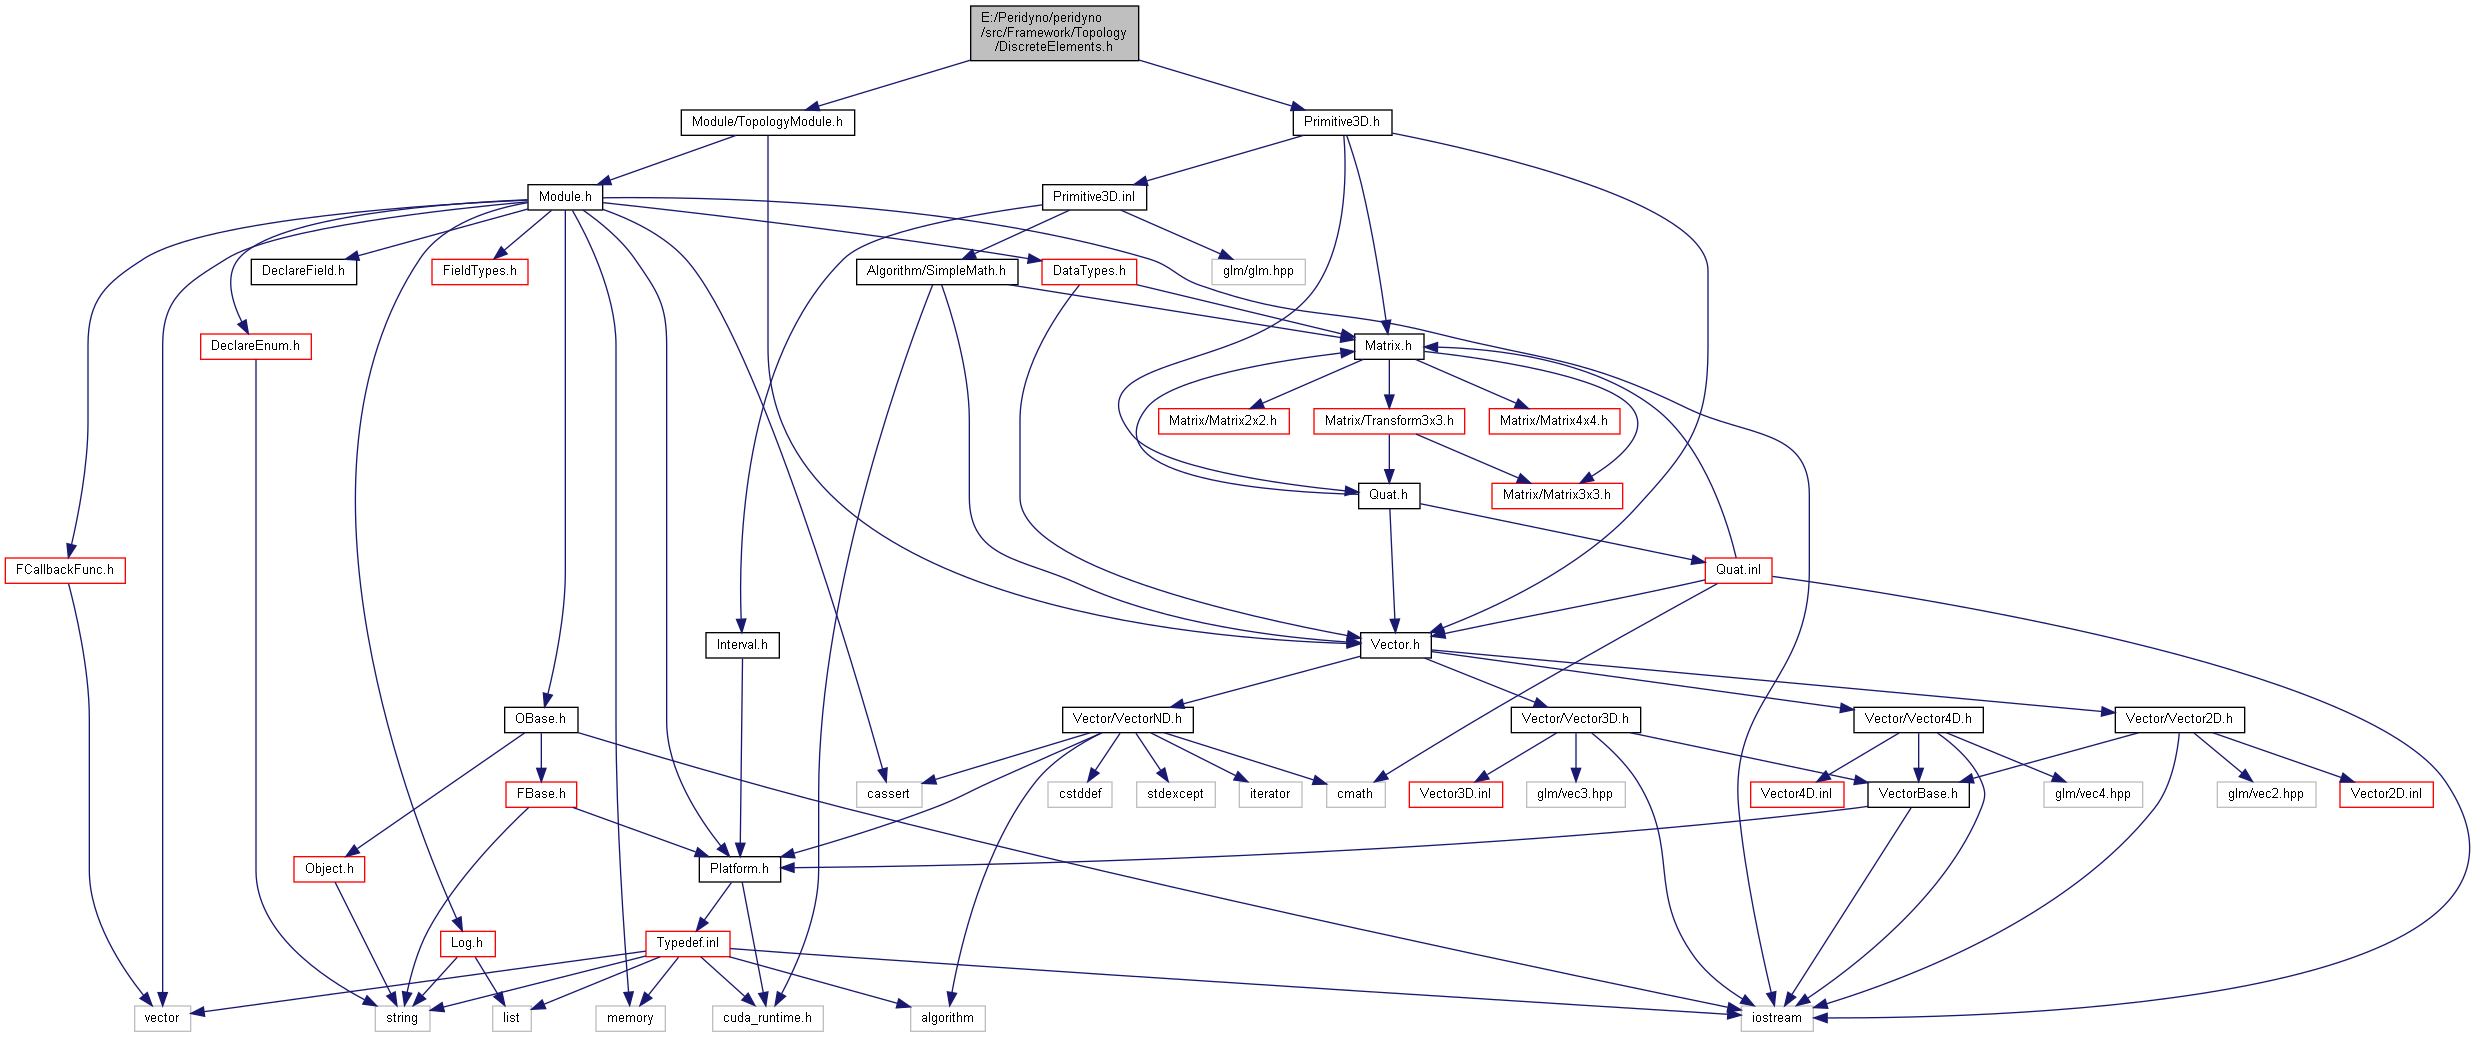 E:/Peridyno/peridyno
/src/Framework/Topology
/DiscreteElements.h
Module/TopologyModule.h
Primitive3D.h
Module.h
Primitive3D.inl
DeclareField.h
FieldTypes.h
Algorithm/SimpleMath.h
DataTypes.h
glm/glm.hpp
DeclareEnum.h
Matrix.h
Matrix/Matrix2x2.h
Matrix/Transform3x3.h
Matrix/Matrix4x4.h
Quat.h
Matrix/Matrix3x3.h
FCallbackFunc.h
Quat.inl
Interval.h
Vector.h
OBase.h
Vector/VectorND.h
Vector/Vector3D.h
Vector/Vector4D.h
Vector/Vector2D.h
FBase.h
cassert
cstddef
stdexcept
iterator
cmath
Vector3D.inl
glm/vec3.hpp
Vector4D.inl
VectorBase.h
glm/vec4.hpp
glm/vec2.hpp
Vector2D.inl
Object.h
Platform.h
Log.h
Typedef.inl
vector
string
list
memory
cuda_runtime.h
algorithm
iostream